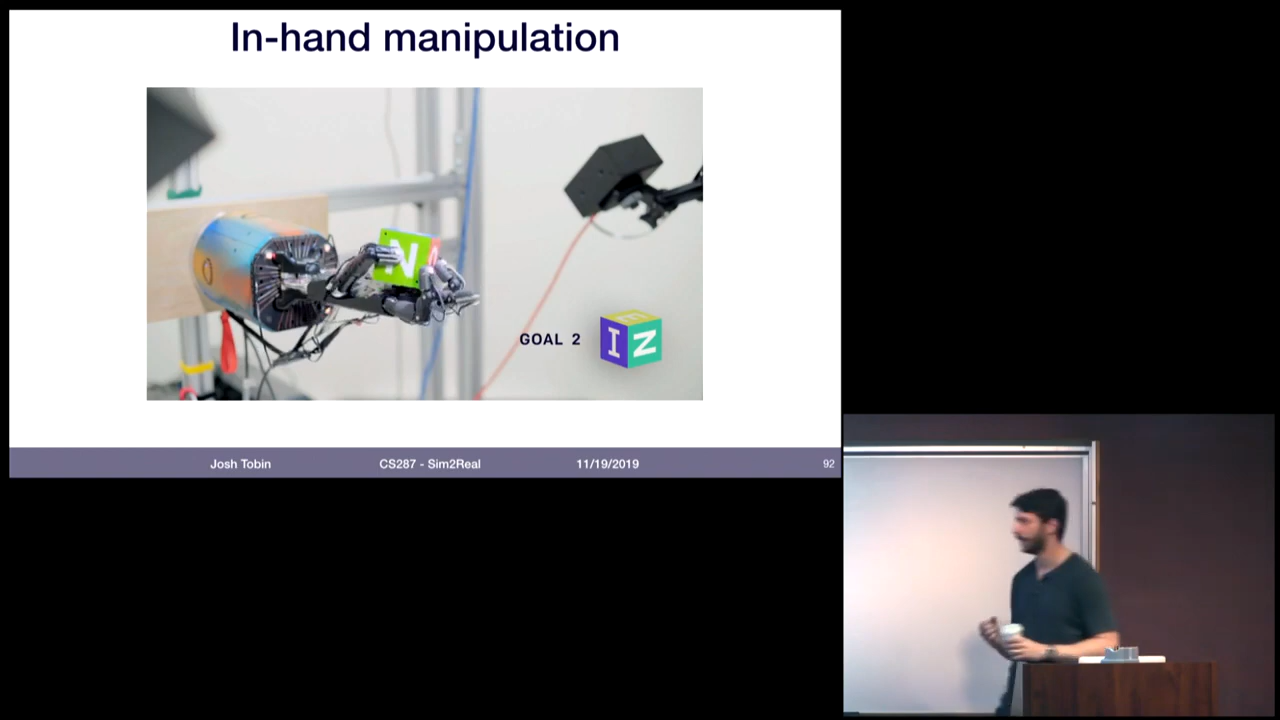 In-hand manipulation
N
GOAL 2
E
I Z
Josh Tobin CS287 - Sim2Real 11/19/2019 92